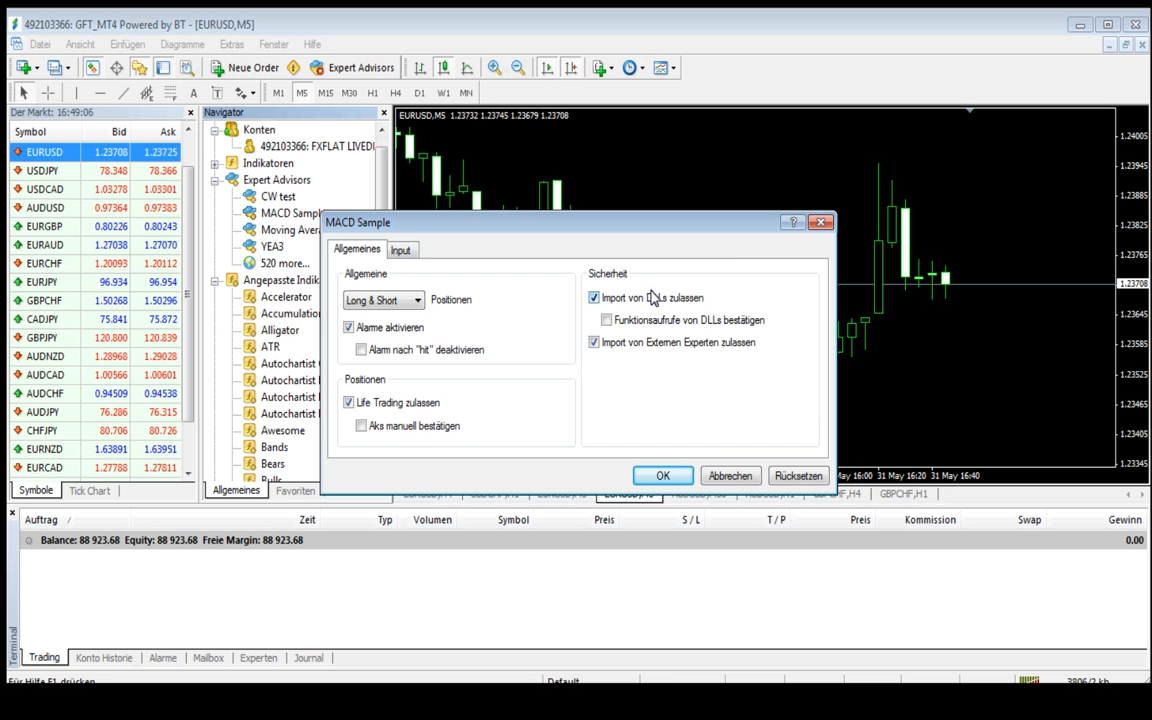 492103366: GFT_MT4 Powered by BT - [EURUSD,M5]
Datei Ansicht Einfügen Diagramme Extras Fenster Hilfe
New Order Expert Advisors
A T M1 M5 M15 M30 H1 H4 D1 W1 MN
Der Markt: 16:49:06
Symbol Bid Ask
EURUSD 1.23708 1.23725
USDJPY 78.348 78.366
USDCAD 1.03278 1.03301
AUDUSD 0.97364 0.97383
EURGBP 0.80226 0.80243
EURAUD 1.27038 1.27070
EURCHF 1.20093 1.20112
EURJPY 96.934 96.954
GBPCHF 1.50268 1.50296
CADJPY 75.841 75.872
GBPJPY 120.800 120.839
AUDNZD 1.28968 1.29028
AUDCAD 1.00566 1.00601
AUDCHF 0.94509 0.94538
AUDJPY 76.286 76.315
CHFJPY 80.706 80.726
EURNZD 1.63891 1.63951
EURCAD 1.27788 1.27811
Symbole Tick Chart
Navigator
Konten
492103366: FXFLAT LIVED
Indikatoren
Expert Advisors
CW test
MACD Sampl
Moving Avera
YEA3
520 more...
Angepasste Indik
Accelerator
Accumulatio
Alligator
ATR
Autochartist
Autochartist
Autochartist
Autochartist
Awesome
Bands
Bears
Bulls
Allgemeines Favoriten
EURUSD,M5 1.23732 1.23745 1.23679 1.23708
1.24005
1.23945
1.23885
1.23825
1.23765
1.23708
1.23645
1.23585
1.23525
1.23465
1.23405
1.23345
May 16:00 31 May 16:20 31 May 16:40
GBPCHF,H1
MACD Sample
Allgemeines Input
Allgemeine
Long & Short Positionen
Alarme aktivieren
Alarm nach "hit" deaktivieren
Positionen
Life Trading zulassen
Aks manuell bestätigen
Sicherheit
Import von DLLs zulassen
Funktionsaufrufe von DLLs bestätigen
Import von Externen Experten zulassen
OK Abbrechen Rücksetzen
Auftrag / Zeit Typ Volumen Symbol Preis S / L T / P Preis Kommission Swap Gewinn
Balance: 88 923.68 Equity: 88 923.68 Freie Margin: 88 923.68 0.00
Terminal
Trading Konto Historie Alarme Mailbox Experten Journal
Für Hilfe F1 drücken Default 3806/2 kb